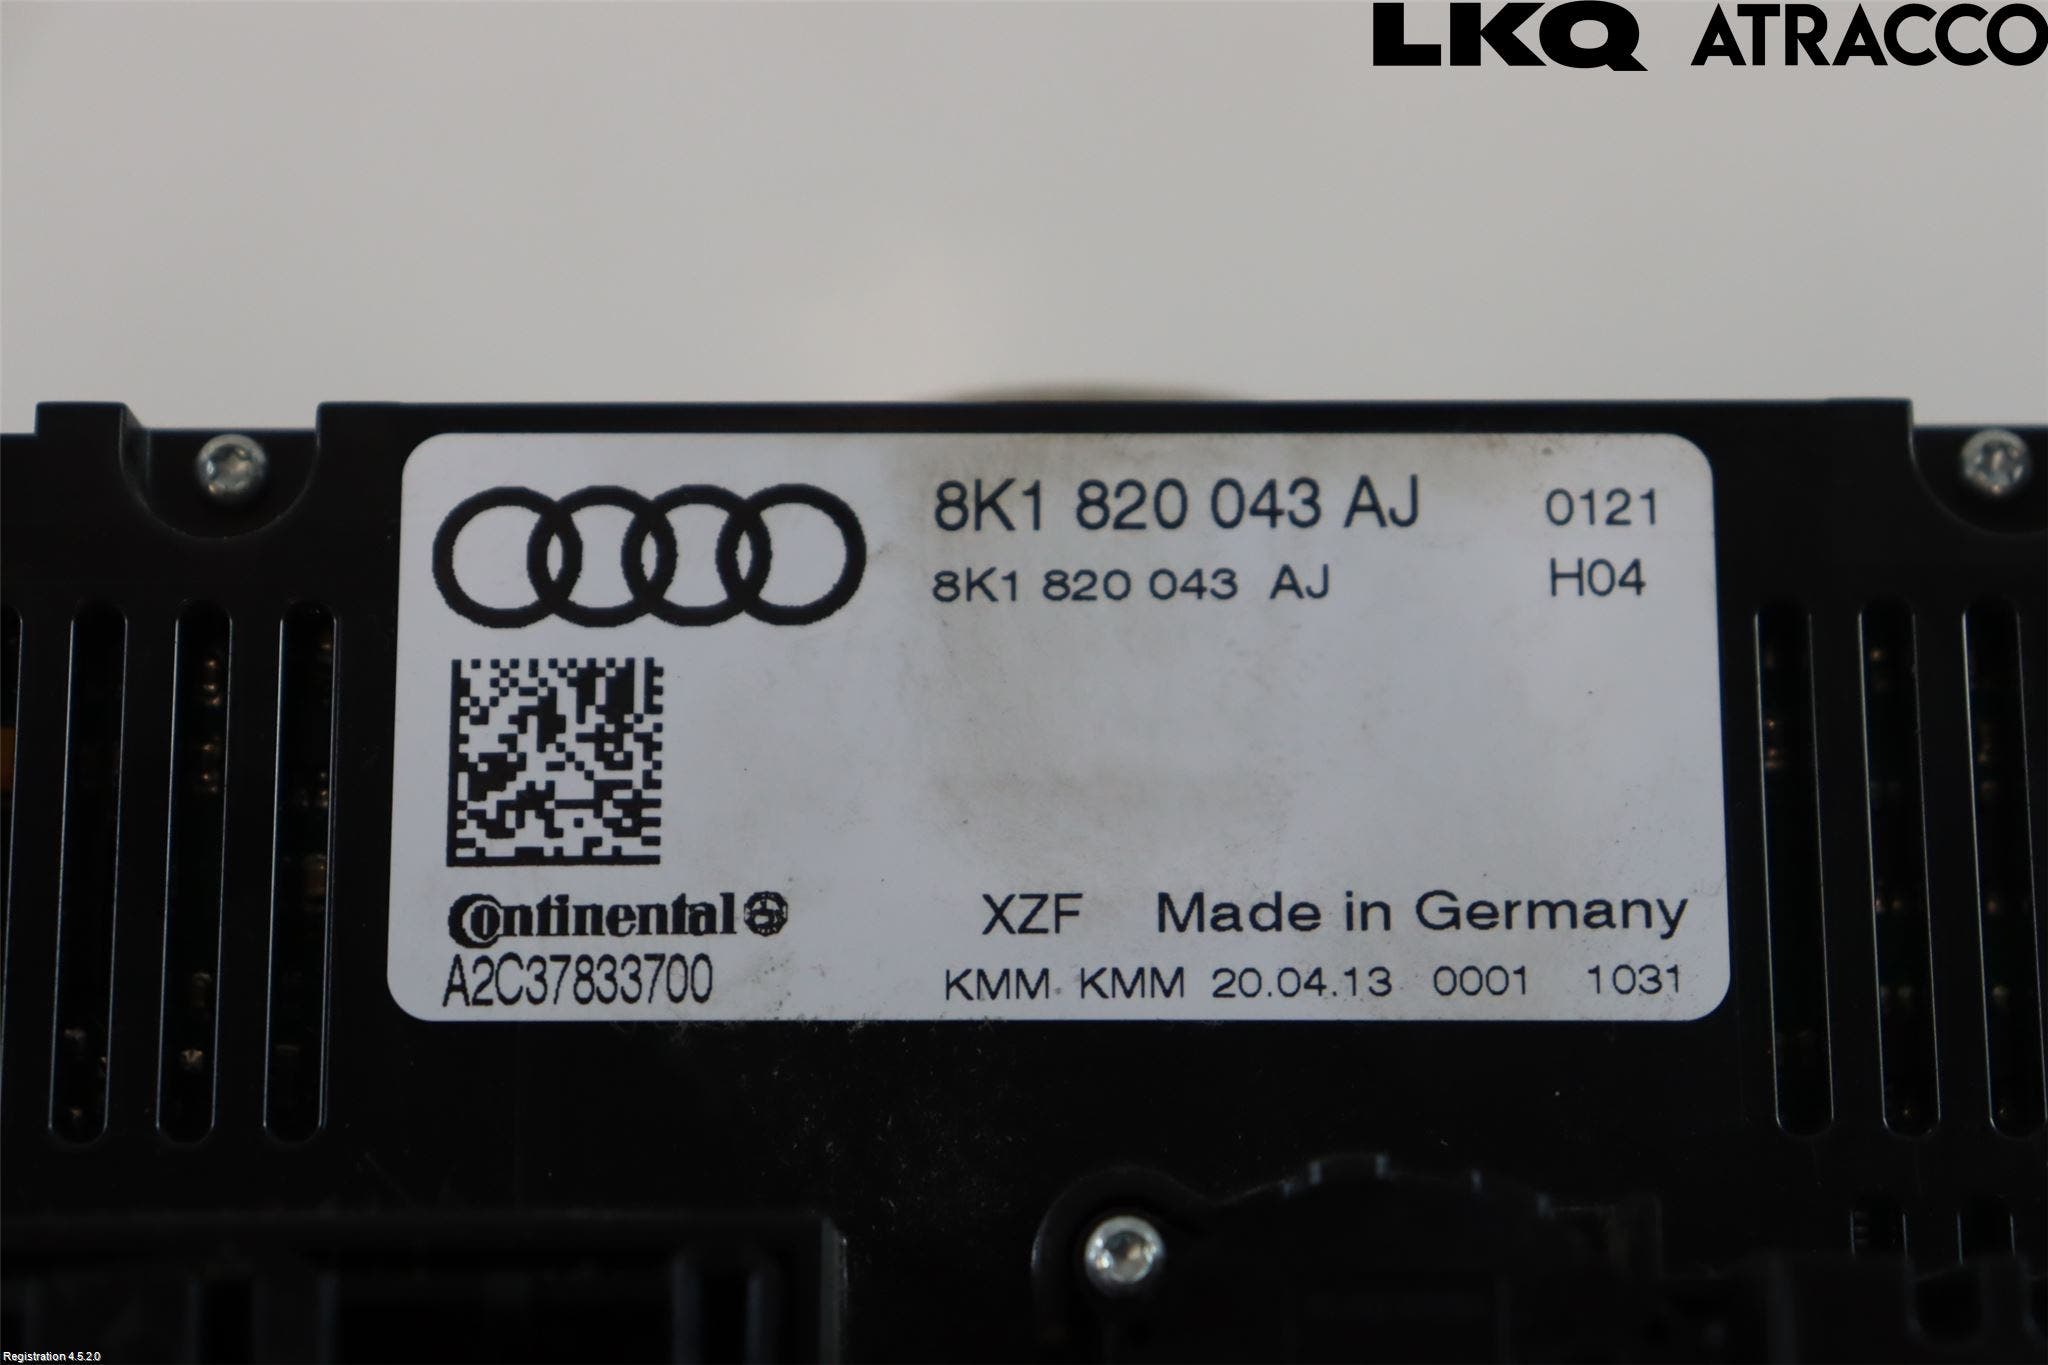 LKQ ATRACCO
8K1 820 043 AJ 0121
8K1 820 043 AJ H04
Continental
A2C37833700
XZF Made in Germany
KMM KMM 20.04.13 0001 1031
Registration 4.5.2.0